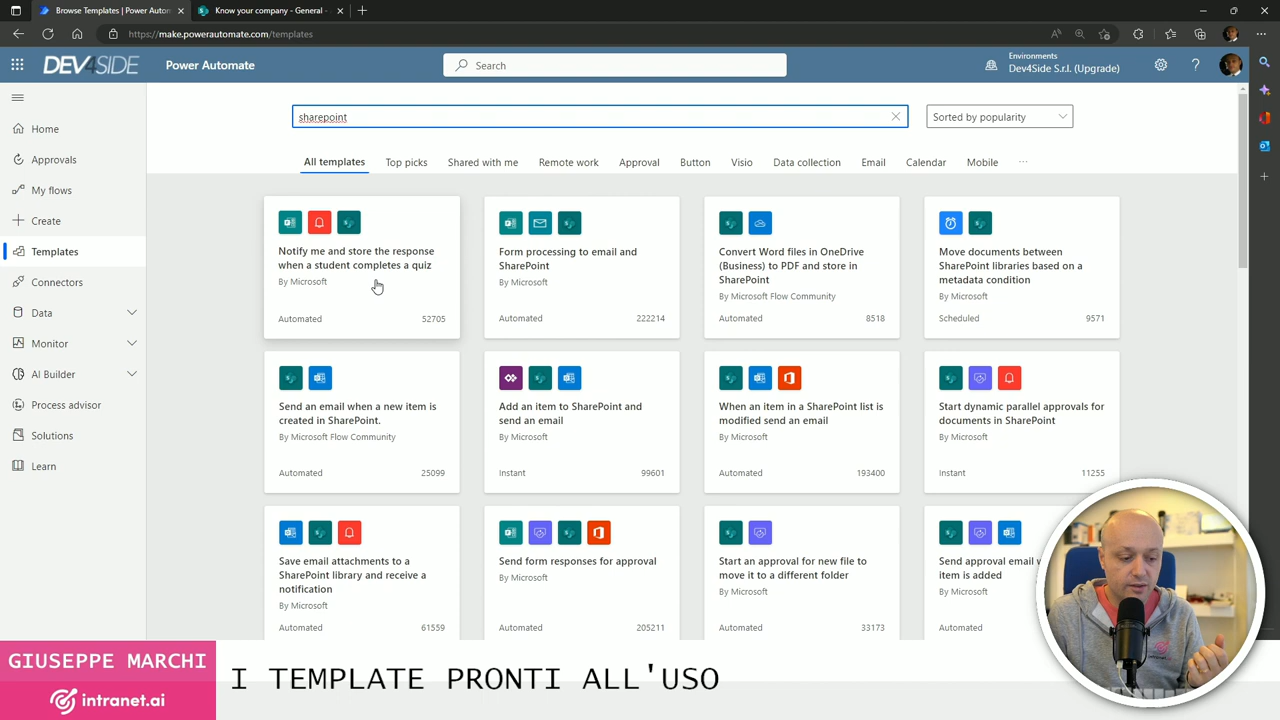 Browse Templates | Power Autom
Know your company - General -
https://make.powerautomate.com/templates
DEV4SIDE
Power Automate
Search
Environments
Dev4Side S.r.l. (Upgrade)
Home
Approvals
My flows
Create
Templates
Connectors
Data
Monitor
AI Builder
Process advisor
Solutions
Learn
sharepoint
Sorted by popularity
All templates
Top picks
Shared with me
Remote work
Approval
Button
Visio
Data collection
Email
Calendar
Mobile
...
Notify me and store the response
when a student completes a quiz
By Microsoft
Automated 52705
Form processing to email and
SharePoint
By Microsoft
Automated 222214
Convert Word files in OneDrive
(Business) to PDF and store in
SharePoint
By Microsoft Flow Community
Automated 8518
Move documents between
SharePoint libraries based on a
metadata condition
By Microsoft
Scheduled 9571
Send an email when a new item is
created in SharePoint.
By Microsoft Flow Community
Automated 25099
Add an item to SharePoint and
send an email
By Microsoft
Instant 99601
When an item in a SharePoint list is
modified send an email
By Microsoft
Automated 193400
Start dynamic parallel approvals for
documents in SharePoint
By Microsoft
Instant 11255
Save email attachments to a
SharePoint library and receive a
notification
By Microsoft
Automated 61559
Send form responses for approval
By Microsoft
Automated 205211
Start an approval for new file to
move it to a different folder
By Microsoft
Automated 33173
Send approval email
item is added
By Microsoft
Automated
GIUSEPPE MARCHI
intranet.ai
I TEMPLATE PRONTI ALL'USO